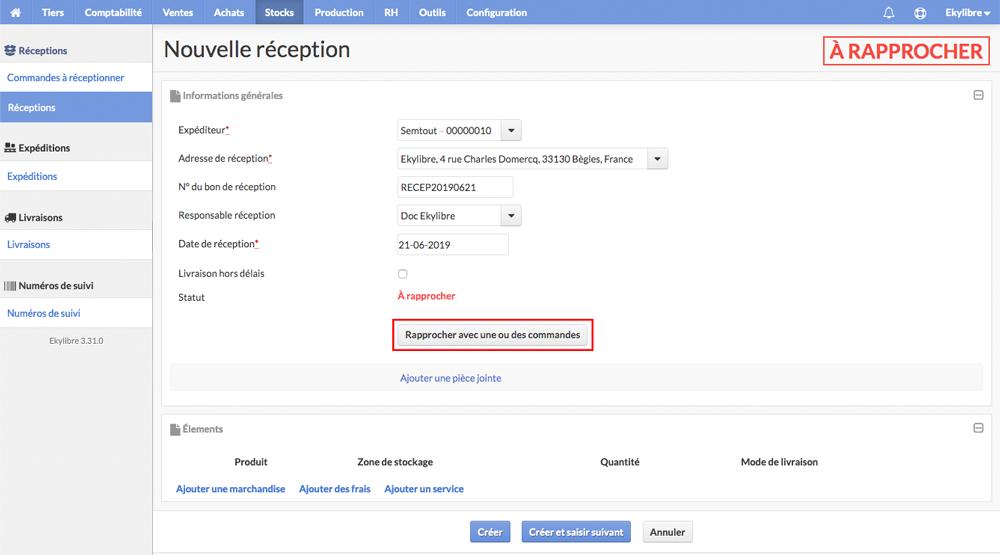 Tiers Comptabilité Ventes Achats Stocks Production RH Outils Configuration Ekylibre
Réceptions
Commandes à réceptionner
Réceptions
Expéditions
Expéditions
Livraisons
Livraisons
Numéros de suivi
Numéros de suivi
Ekylibre 3.31.0
Nouvelle réception
À RAPPROCHER
Informations générales
Expéditeur* Semtout - 00000010
Adresse de réception* Ekylibre, 4 rue Charles Domercq, 33130 Bègles, France
N° du bon de réception RECEP20190621
Responsable réception Doc Ekylibre
Date de réception* 21-06-2019
Livraison hors délais
Statut À rapprocher
Rapprocher avec une ou des commandes
Ajouter une pièce jointe
Élements
Produit Zone de stockage Quantité Mode de livraison
Ajouter une marchandise Ajouter des frais Ajouter un service
Créer Créer et saisir suivant Annuler